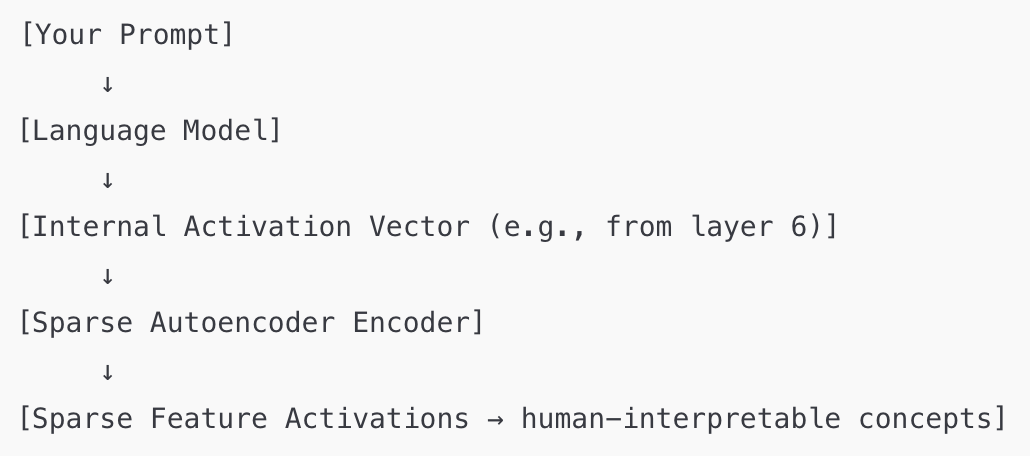 [Your Prompt]
↓
[Language Model]
↓
[Internal Activation Vector (e.g., from layer 6)]
↓
[Sparse Autoencoder Encoder]
↓
[Sparse Feature Activations → human-interpretable concepts]